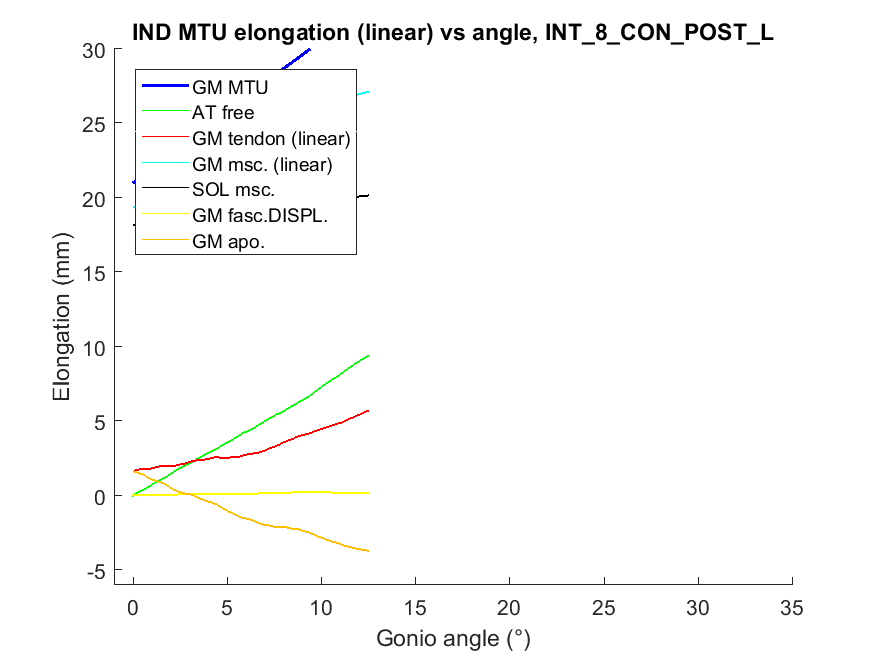 IND MTU elongation (linear) vs angle, INT_8_CON_POST_L
30
25
20
15
10
5
0
-5
Elongation (mm)
GM MTU
AT free
GM tendon (linear)
GM msc. (linear)
SOL msc.
GM fasc.DISPL.
GM apo.
0 5 10 15 20 25 30 35
Gonio angle (°)